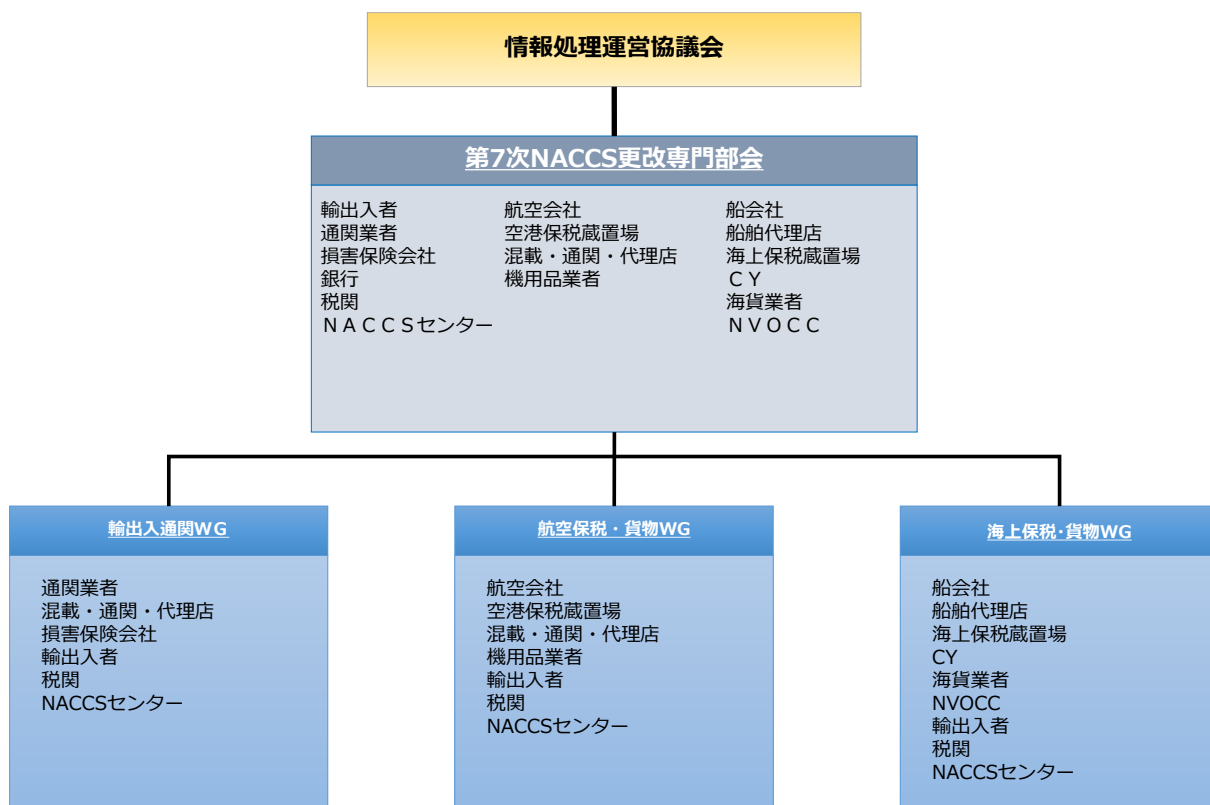 情報処理運営協議会
第7次NACCS更改専門部会
輸出入者
通関業者
損害保険会社
銀行
税関
ＮＡＣＣＳセンター
航空会社
空港保税蔵置場
混載・通関・代理店
機用品業者
船会社
船舶代理店
海上保税蔵置場
ＣＹ
海貨業者
ＮＶＯＣＣ
輸出入通関WＧ
通関業者
混載・通関・代理店
損害保険会社
輸出入者
税関
NACCSセンター
航空保税・貨物WG
航空会社
空港保税蔵置場
混載・通関・代理店
機用品業者
輸出入者
税関
NACCSセンター
海上保税･貨物WG
船会社
船舶代理店
海上保税蔵置場
CY
海貨業者
NVOCC
輸出入者
税関
NACCSセンター